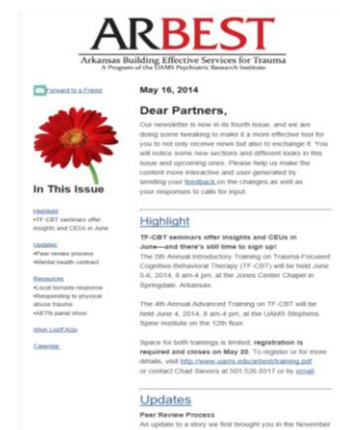 ARBEST
Arkansas Building Effective Services for Trauma
A Program of the UAMS Psychiatric Research Institute
Forward to a Friend
In This Issue
Highlight
•TF-CBT seminars offer
insights and CEUs in June
Updates
•Peer review process
•Mental health contract
Resources
•Local tornado response
•Responding to physical
abuse trauma
•AETN panel show
Wish List/FAQs
Calendar
May 16, 2014
Dear Partners,
Our newsletter is now in its fourth issue, and we are
doing some tweaking to make it a more effective tool for
you to not only receive news but also to exchange it. You
will notice some new sections and different looks in this
issue and upcoming ones. Please help us make the
content more interactive and user-generated by
sending your feedback on the changes as well as
your responses to calls for input.
Highlight
TF-CBT seminars offer insights and CEUs in
June—and there's still time to sign up!
The 5th Annual Introductory Training on Trauma-Focused
Cognitive-Behavioral Therapy (TF-CBT) will be held June
5-6, 2014, 8 am-4 pm, at the Jones Center Chapel in
Springdale, Arkansas.
The 4th Annual Advanced Training on TF-CBT will be
held June 4, 2014, 8 am-4 pm, at the UAMS Stephens
Spine Institute on the 12th floor.
Space for both trainings is limited; registration is
required and closes on May 20. To register or for more
details, visit http://www.uams.edu/arbest/training.pdf
or contact Chad Sievers at 501.526.8317 or by email.
Updates
Peer Review Process
An update to a story we first brought you in the November